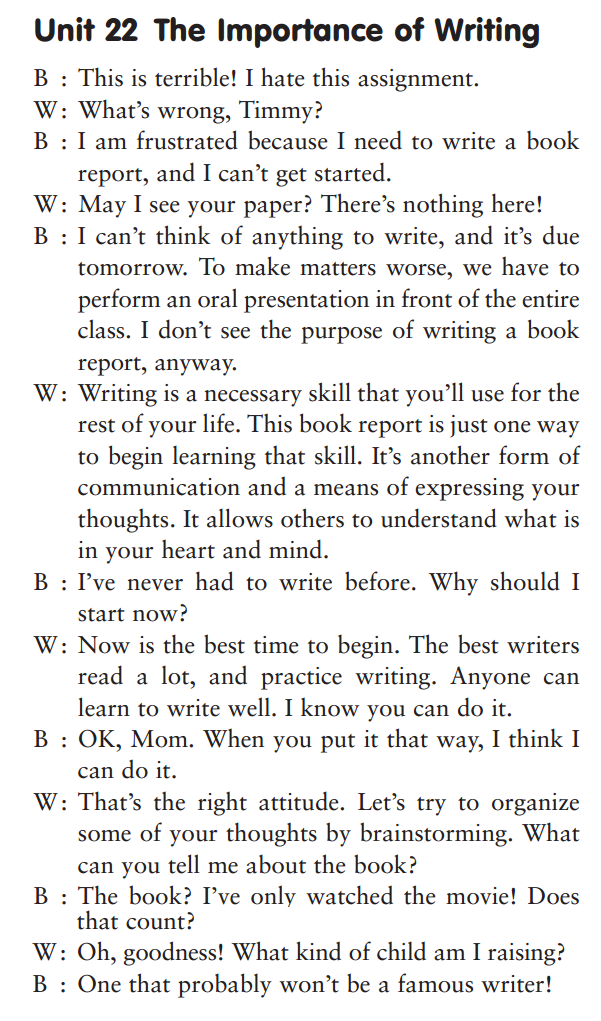 Unit 22 The Importance of Writing
B : This is terrible! I hate this assignment.
W: What's wrong, Timmy?
B : I am frustrated because I need to write a book
report, and I can't get started.
W: May I see your paper? There's nothing here!
B : I can't think of anything to write, and it's due
tomorrow. To make matters worse, we have to
perform an oral presentation in front of the entire
class. I don't see the purpose of writing a book
report, anyway.
W: Writing is a necessary skill that you'll use for the
rest of your life. This book report is just one way
to begin learning that skill. It's another form of
communication and a means of expressing your
thoughts. It allows others to understand what is
in your heart and mind.
B : I've never had to write before. Why should I
start now?
W: Now is the best time to begin. The best writers
read a lot, and practice writing. Anyone can
learn to write well. I know you can do it.
B : OK, Mom. When you put it that way, I think I
can do it.
W: That's the right attitude. Let's try to organize
some of your thoughts by brainstorming. What
can you tell me about the book?
B : The book? I've only watched the movie! Does
that count?
W: Oh, goodness! What kind of child am I raising?
B : One that probably won't be a famous writer!